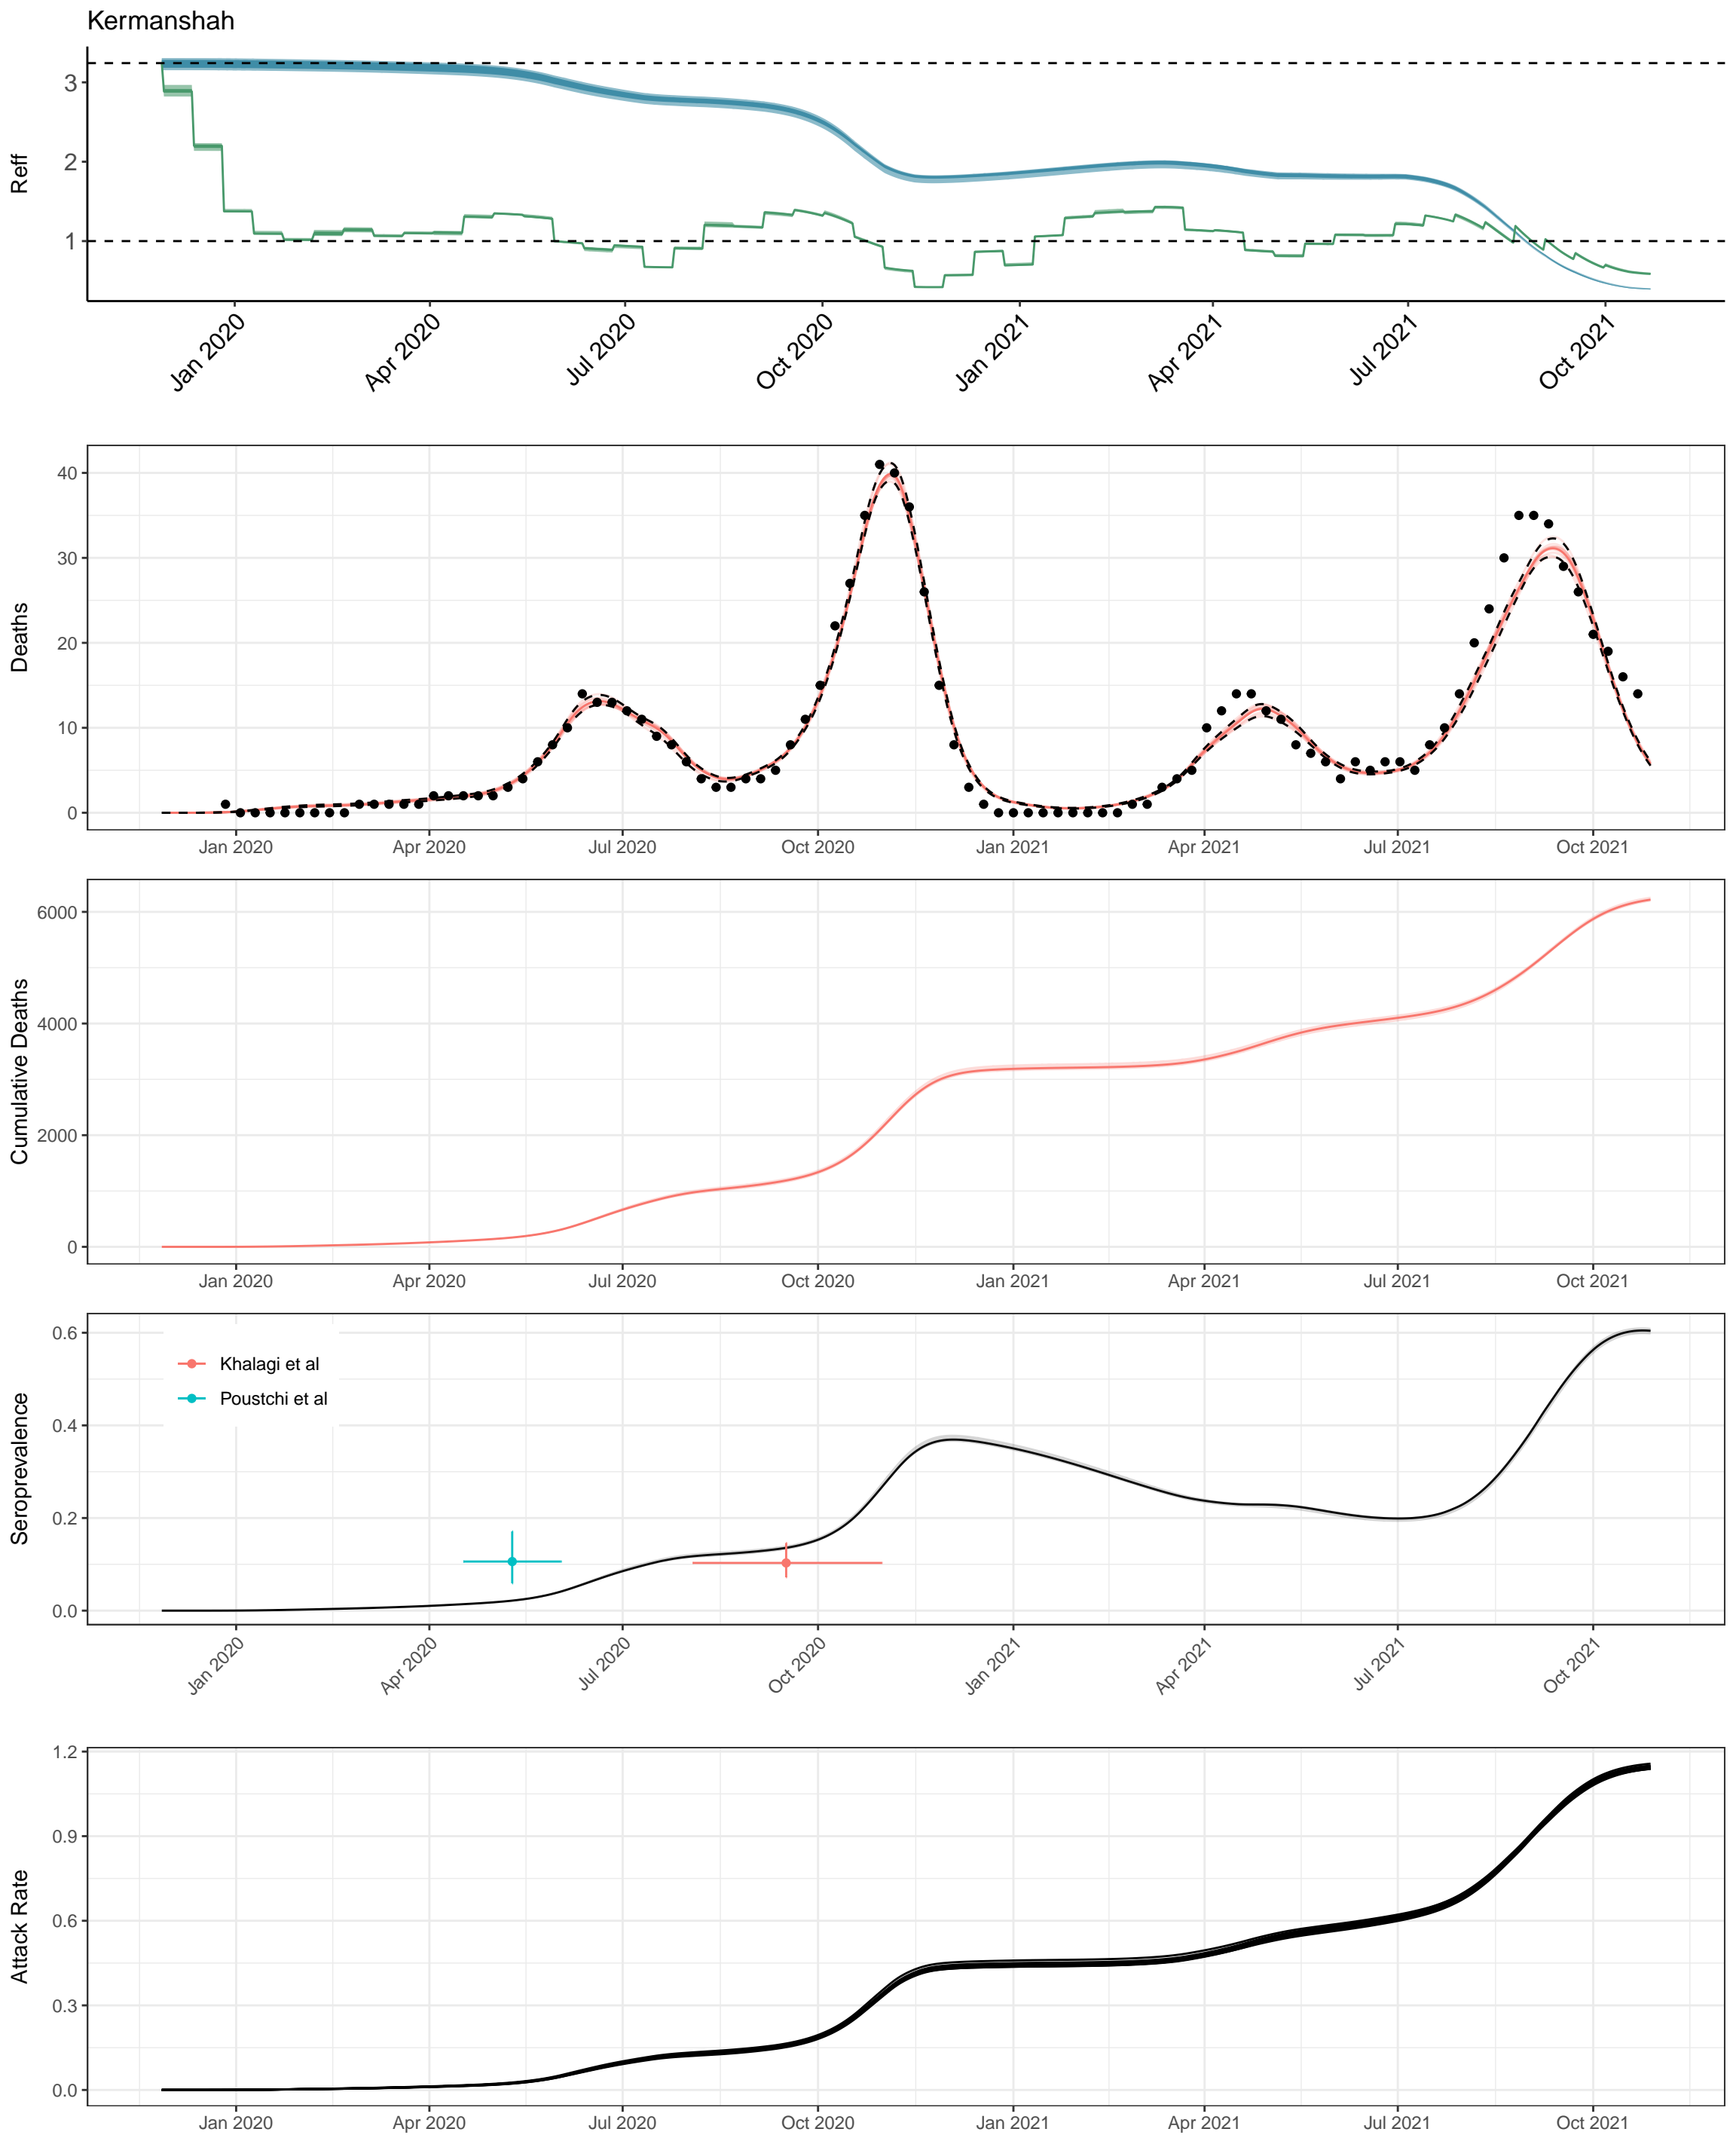 Kermanshah
Reff
3
2
1
Jan 2020
Apr 2020
Jul 2020
Oct 2020
Jan 2021
Apr 2021
Jul 2021
Oct 2021
Deaths
40
30
20
10
0
Jan 2020
Apr 2020
Jul 2020
Oct 2020
Jan 2021
Apr 2021
Jul 2021
Oct 2021
Cumulative Deaths
6000
4000
2000
0
Jan 2020
Apr 2020
Jul 2020
Oct 2020
Jan 2021
Apr 2021
Jul 2021
Oct 2021
Seroprevalence
0.6
0.4
0.2
0.0
Khalagi et al
Poustchi et al
Jan 2020
Apr 2020
Jul 2020
Oct 2020
Jan 2021
Apr 2021
Jul 2021
Oct 2021
Attack Rate
1.2
0.9
0.6
0.3
0.0
Jan 2020
Apr 2020
Jul 2020
Oct 2020
Jan 2021
Apr 2021
Jul 2021
Oct 2021